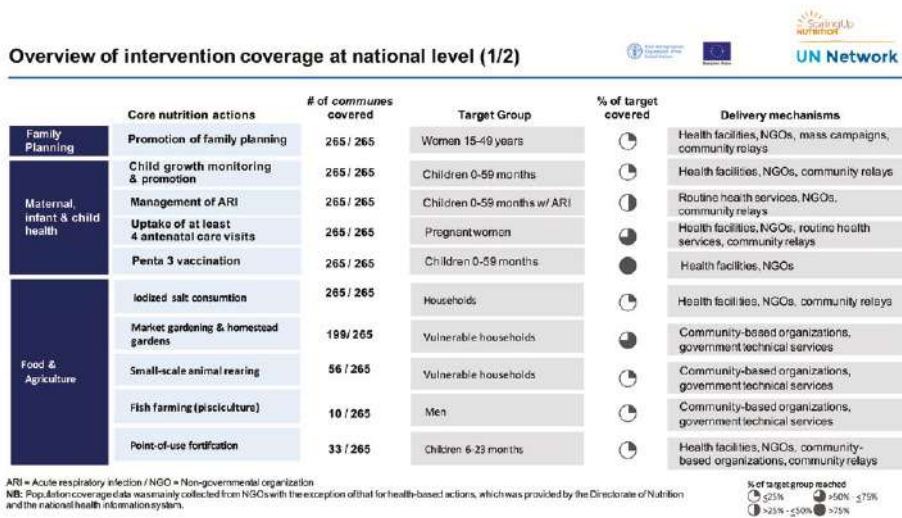 Scaling Up
NUTRITION
Overview of intervention coverage at national level (1/2)
UN Network
Core nutrition actions
# of communes
covered
Target Group
% of target
covered
Delivery mechanisms
Family
Planning
Promotion of family planning
265/265
Women 15-49 years
Health facilities, NGOs, mass campaigns,
community relays
Maternal,
infant & child
health
Child growth monitoring
& promotion
265/265
Children 0-59 months
Health facilities, NGOs, community relays
Management of ARI
265/265
Children 0-59 months w/ ARI
Routine health services, NGOs,
community relays
Uptake of at least
4 antenatal care visits
265/265
Pregnant women
Health facilities, NGOs, routine health
services, community relays
Penta 3 vaccination
265/265
Children 0-59 months
Health facilities, NGOs
Food &
Agriculture
Iodized salt consumtion
265/265
Households
Health facilities, NGOs, community relays
Market gardening & homestead
gardens
199/265
Vulnerable households
Community-based organizations,
government technical services
Small-scale animal rearing
56/265
Vulnerable households
Community-based organizations,
government technical services
Fish farming (pisciculture)
10/265
Men
Community-based organizations,
government technical services
Point-of-use fortifcation
33/265
Children 6-23 months
Health facilities, NGOs, community-
based organizations, community relays
ARI = Acute respiratory infection / NGO = Non-governmental organization
NB: Population coverage data was mainly collected from NGOs with the exception of that for health-based actions, which was provided by the Directorate of Nutrition
and the national health information system.
% of target group reached
≤25% >50% - ≤75%
>25% - ≤50% >75%